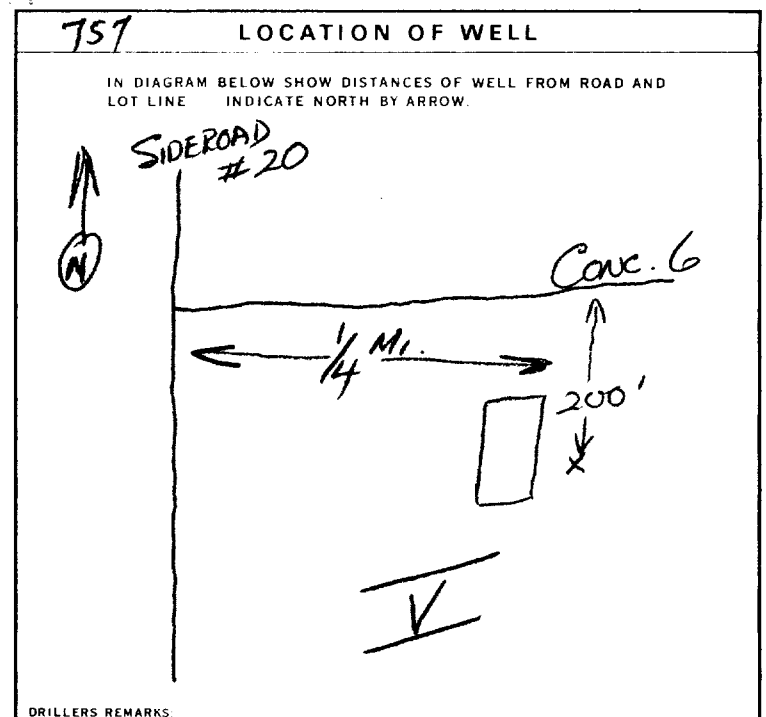 757 LOCATION OF WELL
IN DIAGRAM BELOW SHOW DISTANCES OF WELL FROM ROAD AND
LOT LINE INDICATE NORTH BY ARROW.
SIDEROAD
# 20
N
CONC. 6
1/4 MI.
200'
X
V
DRILLERS REMARKS: